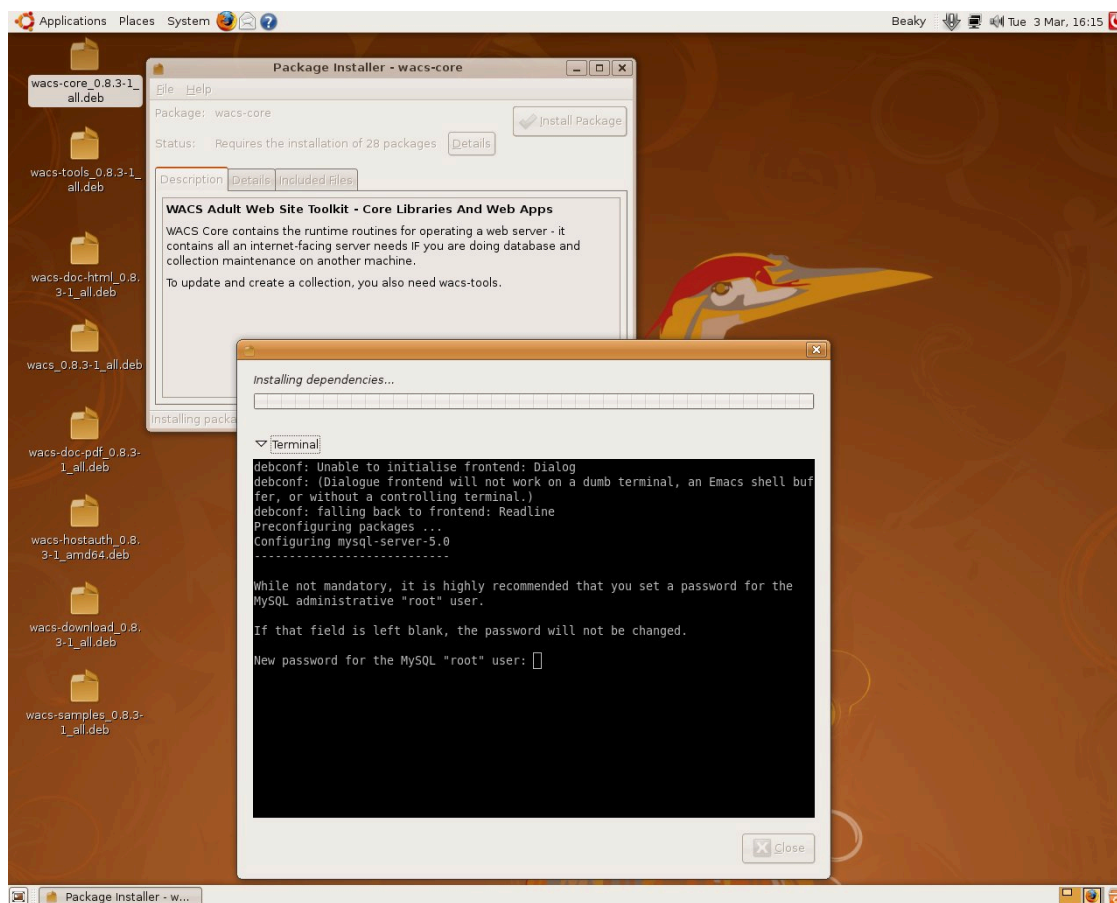 Applications Places System
Beaky
Tue 3 Mar, 16:15
wacs-core_0.8.3-1_
all.deb
wacs-tools_0.8.3-1_
all.deb
wacs-doc-html_0.8.
3-1_all.deb
wacs_0.8.3-1_all.deb
wacs-doc-pdf_0.8.3-
1_all.deb
wacs-hostauth_0.8.
3-1_amd64.deb
wacs-download_0.8.
3-1_all.deb
wacs-samples_0.8.3-
1_all.deb
Package Installer - wacs-core
File Help
Package: wacs-core
Install Package
Status: Requires the installation of 28 packages Details
Description Details Included Files
WACS Adult Web Site Toolkit - Core Libraries And Web Apps
WACS Core contains the runtime routines for operating a web server - it
contains all an internet-facing server needs IF you are doing database and
collection maintenance on another machine.
To update and create a collection, you also need wacs-tools.
Installing packa
Installing dependencies...
Terminal
debconf: Unable to initialise frontend: Dialog
debconf: (Dialogue frontend will not work on a dumb terminal, an Emacs shell buf
fer, or without a controlling terminal.)
debconf: falling back to frontend: Readline
Preconfiguring packages ...
Configuring mysql-server-5.0
----------------------------
While not mandatory, it is highly recommended that you set a password for the
MySQL administrative "root" user.
If that field is left blank, the password will not be changed.
New password for the MySQL "root" user:
Close
Package Installer - w...